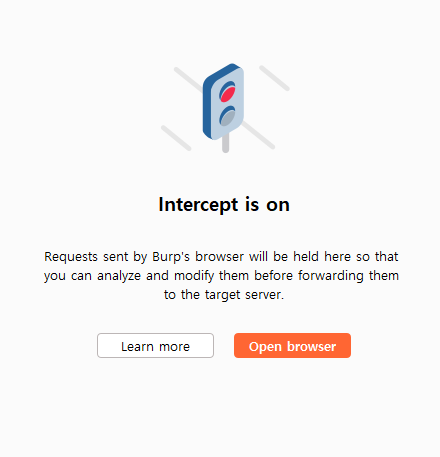 Intercept is on
Requests sent by Burp's browser will be held here so that
you can analyze and modify them before forwarding them
to the target server.
Learn more
Open browser